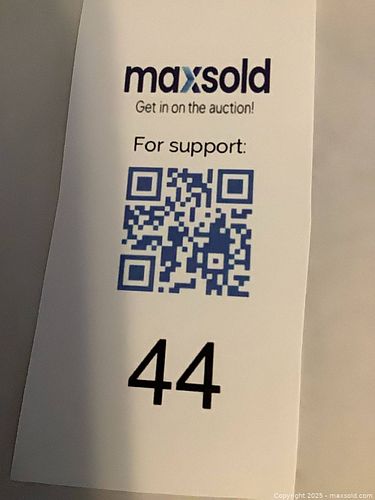 maxsold
Get in on the auction!
For support:
44
Copyright 2025 - maxsold.com